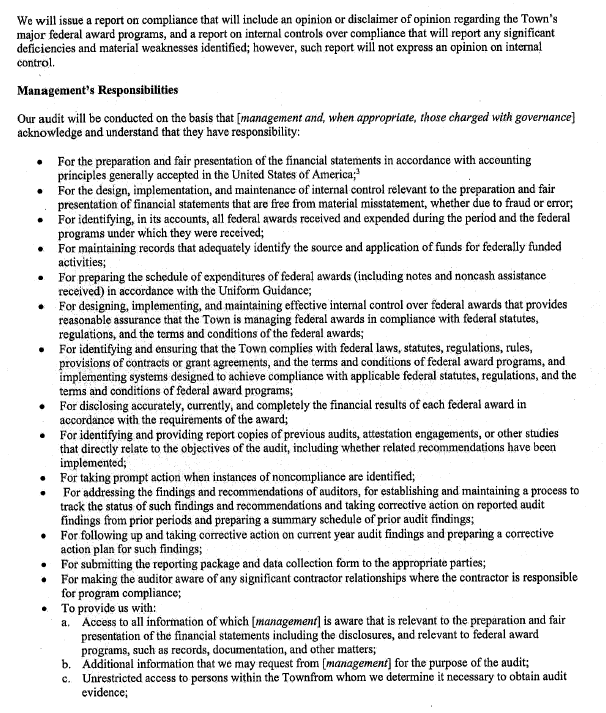 We will issue a report on compliance that will include an opinion or disclaimer of opinion regarding the Town's
major federal award programs, and a report on internal controls over compliance that will report any significant
deficiencies and material weaknesses identified; however, such report will not express an opinion on internal
control.
Management's Responsibilities
Our audit will be conducted on the basis that [management and, when appropriate, those charged with governance]
acknowledge and understand that they have responsibility:
• For the preparation and fair presentation of the financial statements in accordance with accounting
principles generally accepted in the United States of America;³
• For the design, implementation, and maintenance of internal control relevant to the preparation and fair
presentation of financial statements that are free from material misstatement, whether due to fraud or error;
• For identifying, in its accounts, all federal awards received and expended during the period and the federal
programs under which they were received;
• For maintaining records that adequately identify the source and application of funds for federally funded
activities;
• For preparing the schedule of expenditures of federal awards (including notes and noncash assistance
received) in accordance with the Uniform Guidance;
• For designing, implementing, and maintaining effective internal control over federal awards that provides
reasonable assurance that the Town is managing federal awards in compliance with federal statutes,
regulations, and the terms and conditions of the federal awards;
• For identifying and ensuring that the Town complies with federal laws, statutes, regulations, rules,
provisions of contracts or grant agreements, and the terms and conditions of federal award programs, and
implementing systems designed to achieve compliance with applicable federal statutes, regulations, and the
terms and conditions of federal award programs;
• For disclosing accurately, currently, and completely the financial results of each federal award in
accordance with the requirements of the award;
• For identifying and providing report copies of previous audits, attestation engagements, or other studies
that directly relate to the objectives of the audit, including whether related recommendations have been
implemented;
• For taking prompt action when instances of noncompliance are identified;
• For addressing the findings and recommendations of auditors, for establishing and maintaining a process to
track the status of such findings and recommendations and taking corrective action on reported audit
findings from prior periods and preparing a summary schedule of prior audit findings;
• For following up and taking corrective action on current year audit findings and preparing a corrective
action plan for such findings;
• For submitting the reporting package and data collection form to the appropriate parties;
• For making the auditor aware of any significant contractor relationships where the contractor is responsible
for program compliance;
• To provide us with:
a. Access to all information of which [management] is aware that is relevant to the preparation and fair
presentation of the financial statements including the disclosures, and relevant to federal award
programs, such as records, documentation, and other matters;
b. Additional information that we may request from [management] for the purpose of the audit;
c. Unrestricted access to persons within the Townfrom whom we determine it necessary to obtain audit
evidence;